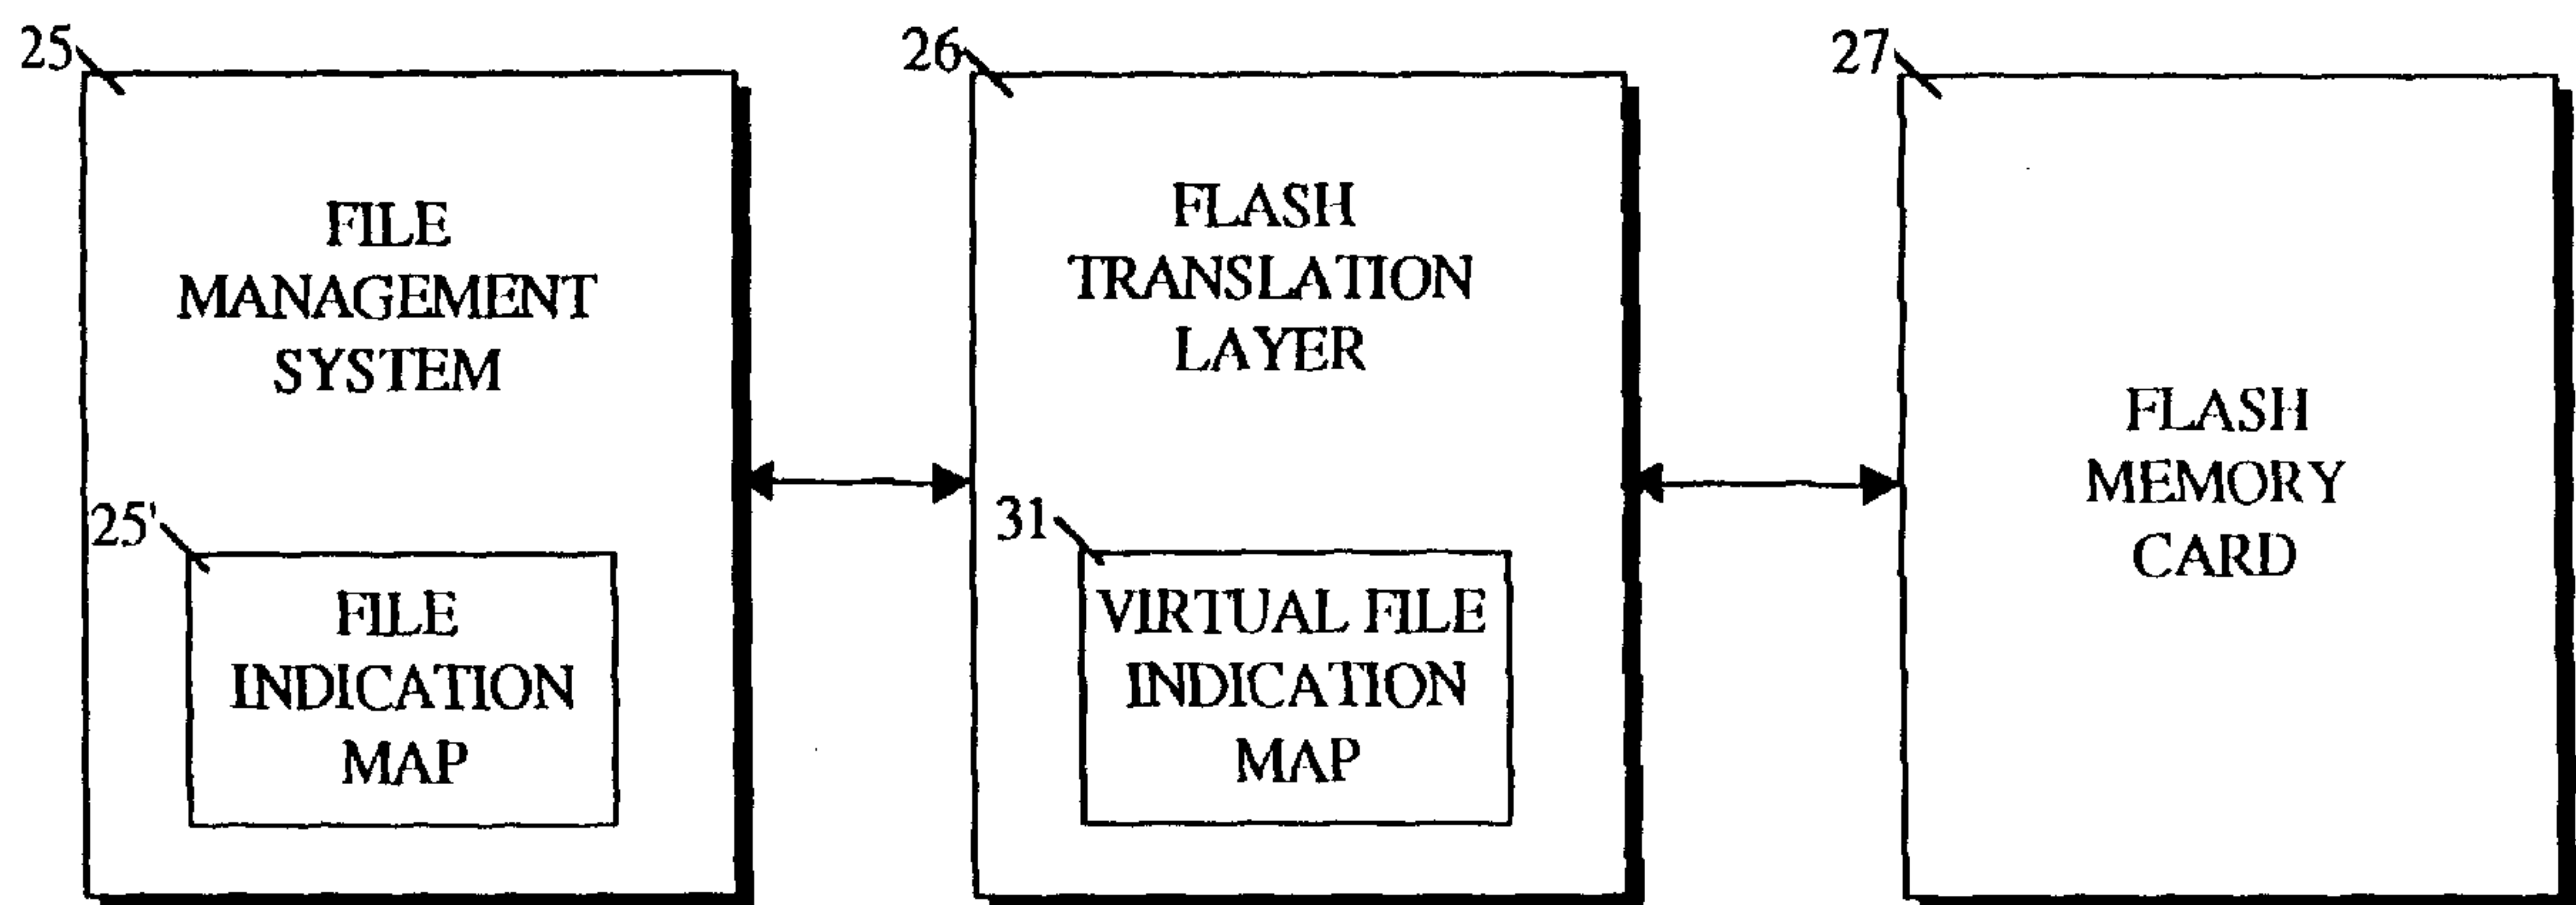 25
FILE
MANAGEMENT
SYSTEM
25'
FILE
INDICATION
MAP
26
FLASH
TRANSLATION
LAYER
31
VIRTUAL FILE
INDICATION
MAP
27
FLASH
MEMORY
CARD